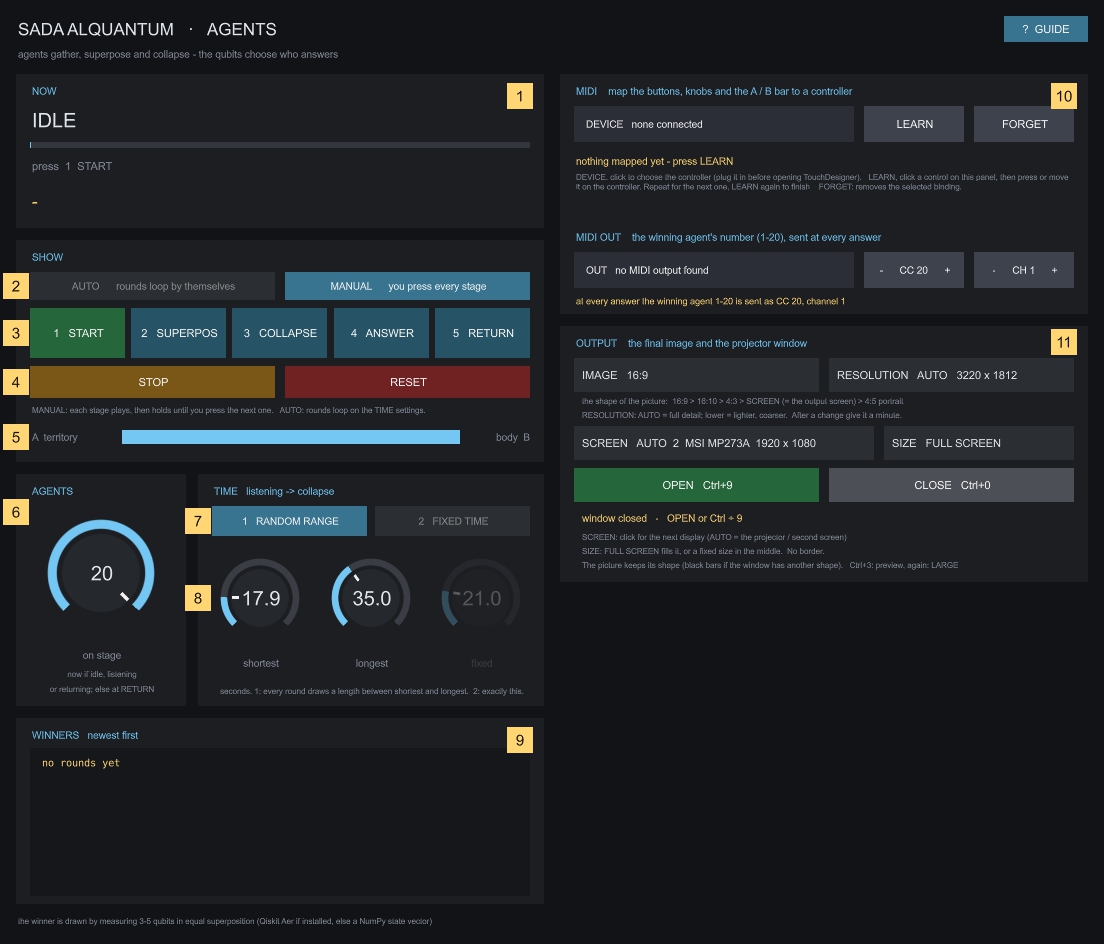 SADA ALQUANTUM · AGENTS
? GUIDE
agents gather, superpose and collapse - the qubits choose who answers
NOW
1
IDLE
press 1 START
-
SHOW
2
AUTO rounds loop by themselves
MANUAL you press every stage
3
1 START
2 SUPERPOS
3 COLLAPSE
4 ANSWER
5 RETURN
4
STOP
RESET
MANUAL: each stage plays, then holds until you press the next one. AUTO: rounds loop on the TIME settings.
5
A territory
body B
6
AGENTS
20
on stage
now if idle, listening
or returning; else at RETURN
TIME listening -> collapse
7
1 RANDOM RANGE
2 FIXED TIME
8
17.9
35.0
21.0
shortest
longest
fixed
seconds. 1: every round draws a length between shortest and longest. 2: exactly this.
WINNERS newest first
9
no rounds yet
the winner is drawn by measuring 3-5 qubits in equal superposition (Qiskit Aer if installed, else a NumPy state vector)
MIDI map the buttons, knobs and the A / B bar to a controller
10
DEVICE none connected
LEARN
FORGET
nothing mapped yet - press LEARN
DEVICE. click to choose the controller (plug it in before opening TouchDesigner). LEARN, click a control on this panel, then press or move
it on the controller. Repeat for the next one, LEARN again to finish FORGET: removes the selected binding.
MIDI OUT the winning agent's number (1-20), sent at every answer
OUT no MIDI output found
- CC 20 +
- CH 1 +
at every answer the winning agent 1-20 is sent as CC 20, channel 1
OUTPUT the final image and the projector window
11
IMAGE 16:9
RESOLUTION AUTO 3220 x 1812
the shape of the picture: 16:9 > 16:10 > 4:3 > SCREEN (= the output screen) > 4:5 portrait.
RESOLUTION: AUTO = full detail; lower = lighter, coarser. After a change give it a minute.
SCREEN AUTO 2 MSI MP273A 1920 x 1080
SIZE FULL SCREEN
OPEN Ctrl+9
CLOSE Ctrl+0
window closed · OPEN or Ctrl + 9
SCREEN: click for the next display (AUTO = the projector / second screen)
SIZE: FULL SCREEN fills it, or a fixed size in the middle. No border.
The picture keeps its shape (black bars if the window has another shape). Ctrl+3: preview, again: LARGE